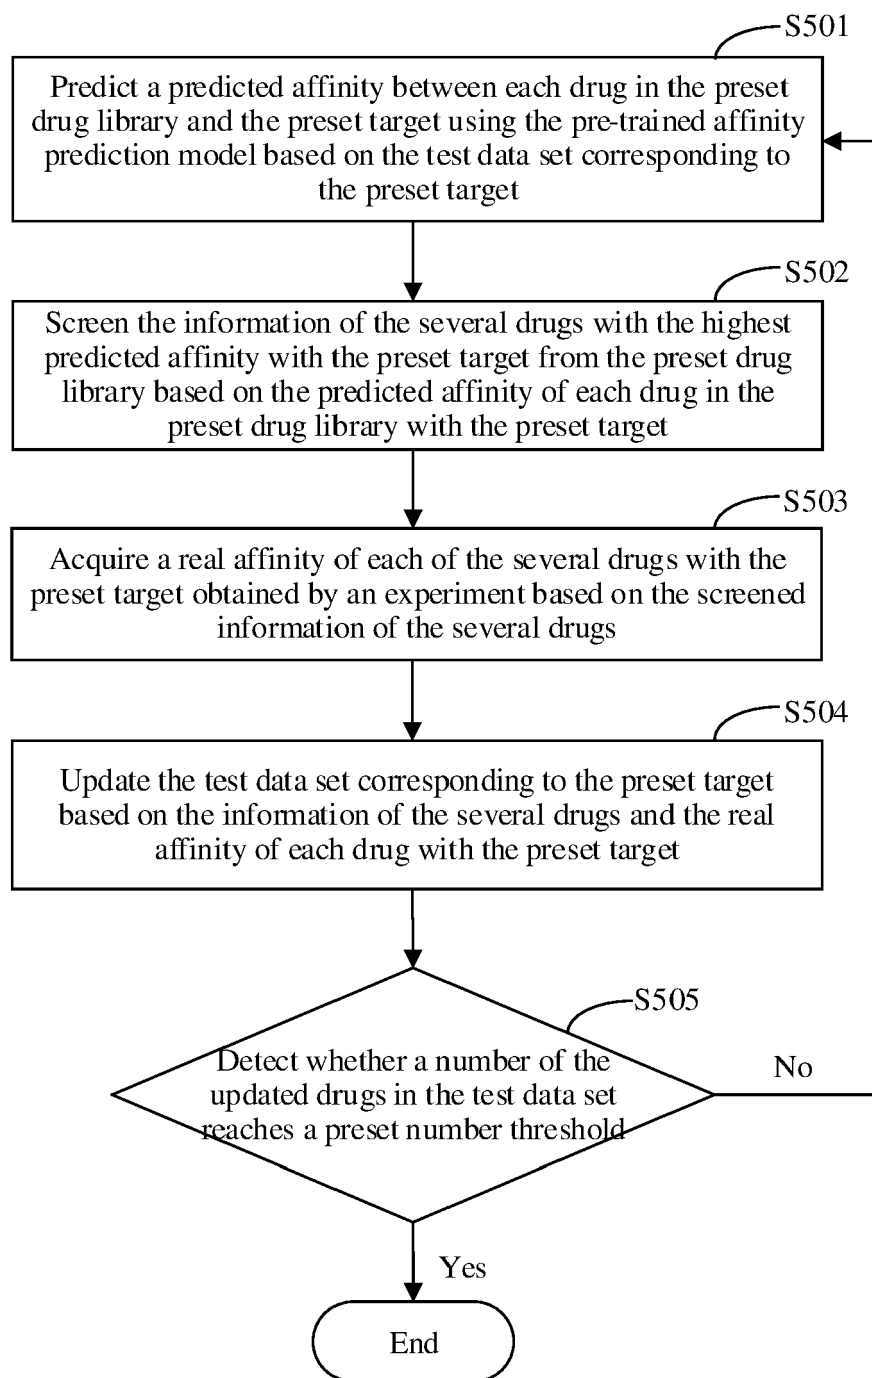 S501
Predict a predicted affinity between each drug in the preset
drug library and the preset target using the pre-trained affinity
prediction model based on the test data set corresponding to
the preset target
S502
Screen the information of the several drugs with the highest
predicted affinity with the preset target from the preset drug
library based on the predicted affinity of each drug in the
preset drug library with the preset target
S503
Acquire a real affinity of each of the several drugs with the
preset target obtained by an experiment based on the screened
information of the several drugs
S504
Update the test data set corresponding to the preset target
based on the information of the several drugs and the real
affinity of each drug with the preset target
S505
Detect whether a number of the
updated drugs in the test data set
reaches a preset number threshold
No
Yes
End